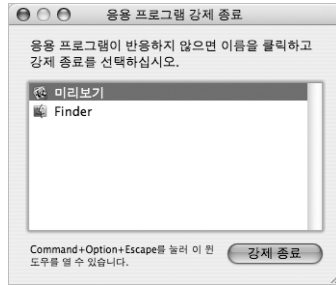 응용 프로그램 강제 종료
응용 프로그램이 반응하지 않으면 이름을 클릭하고
강제 종료를 선택하십시오.
미리보기
Finder
Command+Option+Escape를 눌러 이 윈
도우를 열 수 있습니다.
강제 종료